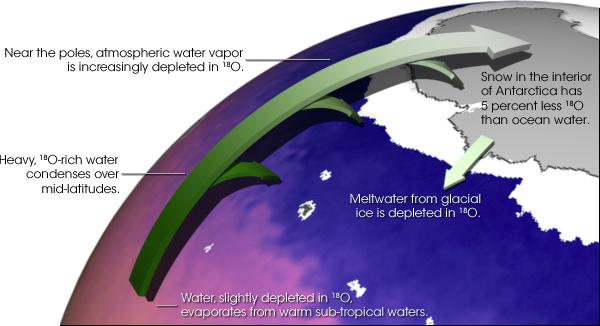 Near the poles, atmospheric water vapor
is increasingly depleted in ¹⁸O.
Snow in the interior
of Antarctica has
5 percent less ¹⁸O
than ocean water.
Heavy, ¹⁸O-rich water
condenses over
mid-latitudes.
Meltwater from glacial
ice is depleted in ¹⁸O.
Water, slightly depleted in ¹⁸O,
evaporates from warm sub-tropical waters.